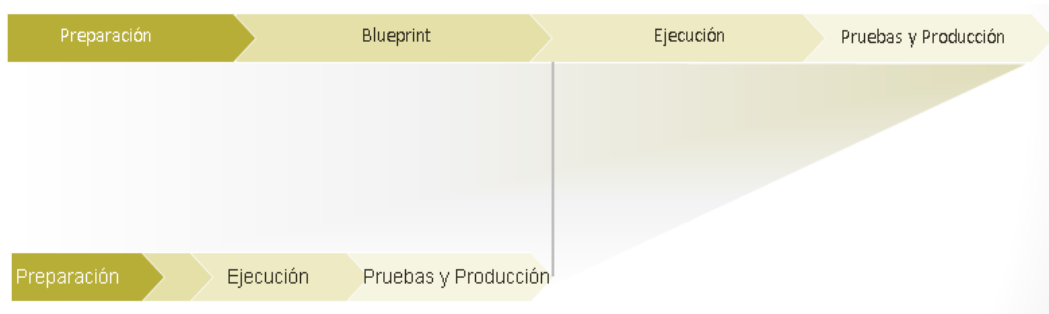 Preparación
Blueprint
Ejecución
Pruebas y Producción
Preparación
Ejecución
Pruebas y Producción